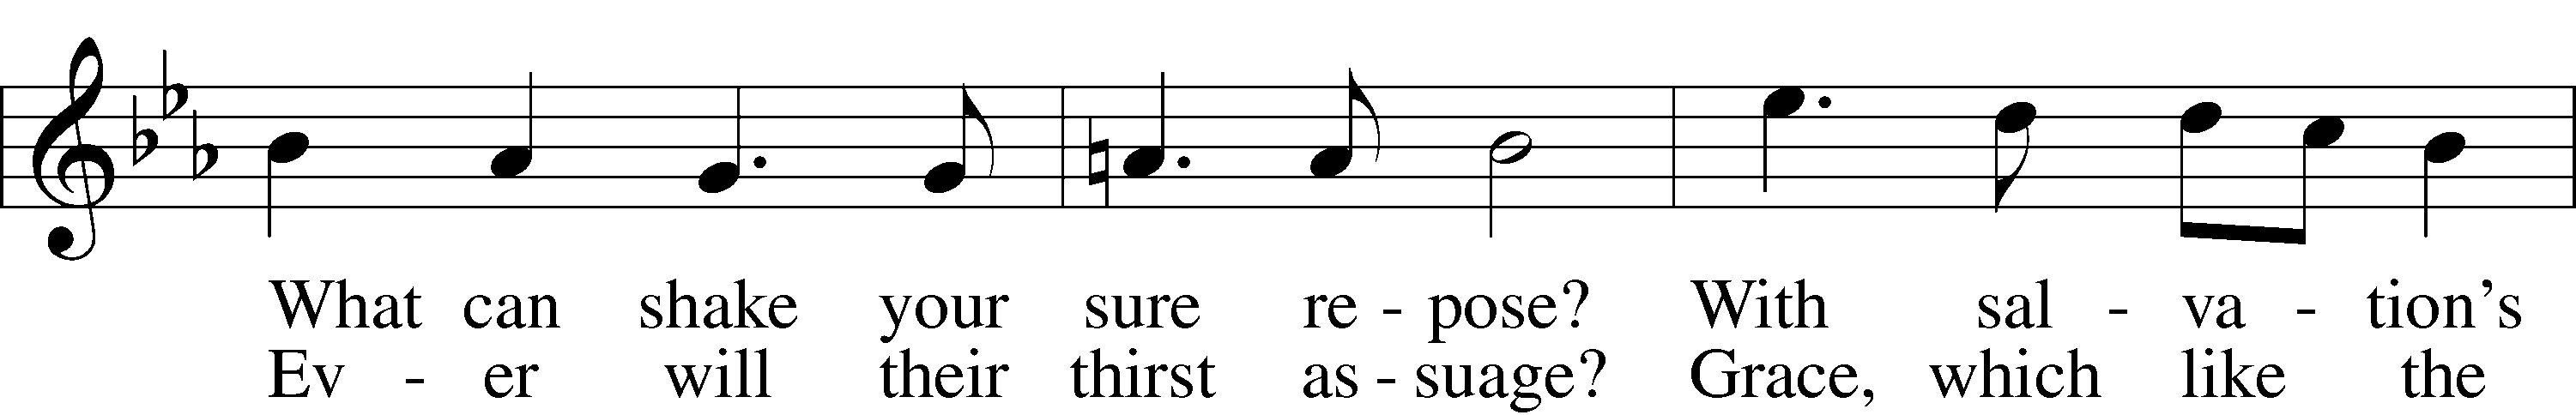 What can shake your sure re - pose? With sal - va - tion’s
Ev - er will their thirst as - suage? Grace, which like the